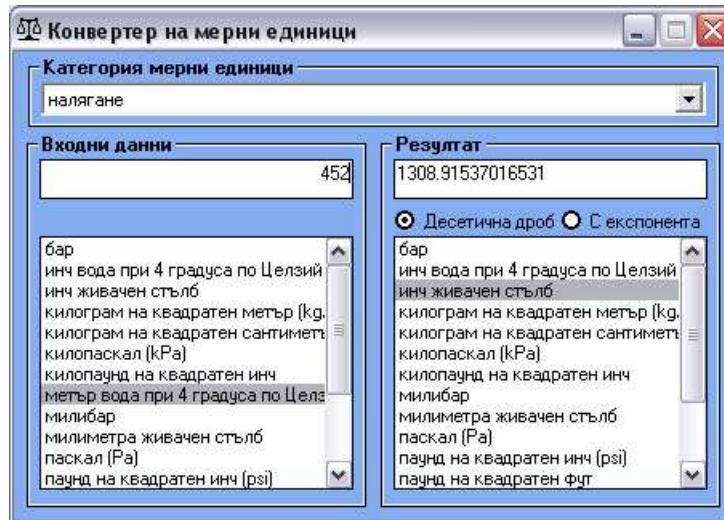 Конвертер на мерни единици
Категория мерни единици
налягане
Входни данни
452
бар
инч вода при 4 градуса по Целзий
инч живачен стълб
килограм на квадратен метър (kg.
килограм на квадратен сантиметъ
килопаскал (kPa)
килопаунд на квадратен инч
метър вода при 4 градуса по Целз
милибар
милиметра живачен стълб
паскал (Pa)
паунд на квадратен инч (psi)
Резултат
1308.91537016531
Десетична дроб С експонента
бар
инч вода при 4 градуса по Целзий
инч живачен стълб
килограм на квадратен метър (kg.
килограм на квадратен сантиметъ
килопаскал (kPa)
килопаунд на квадратен инч
милибар
милиметра живачен стълб
паскал (Pa)
паунд на квадратен инч (psi)
паунд на квадратен фут